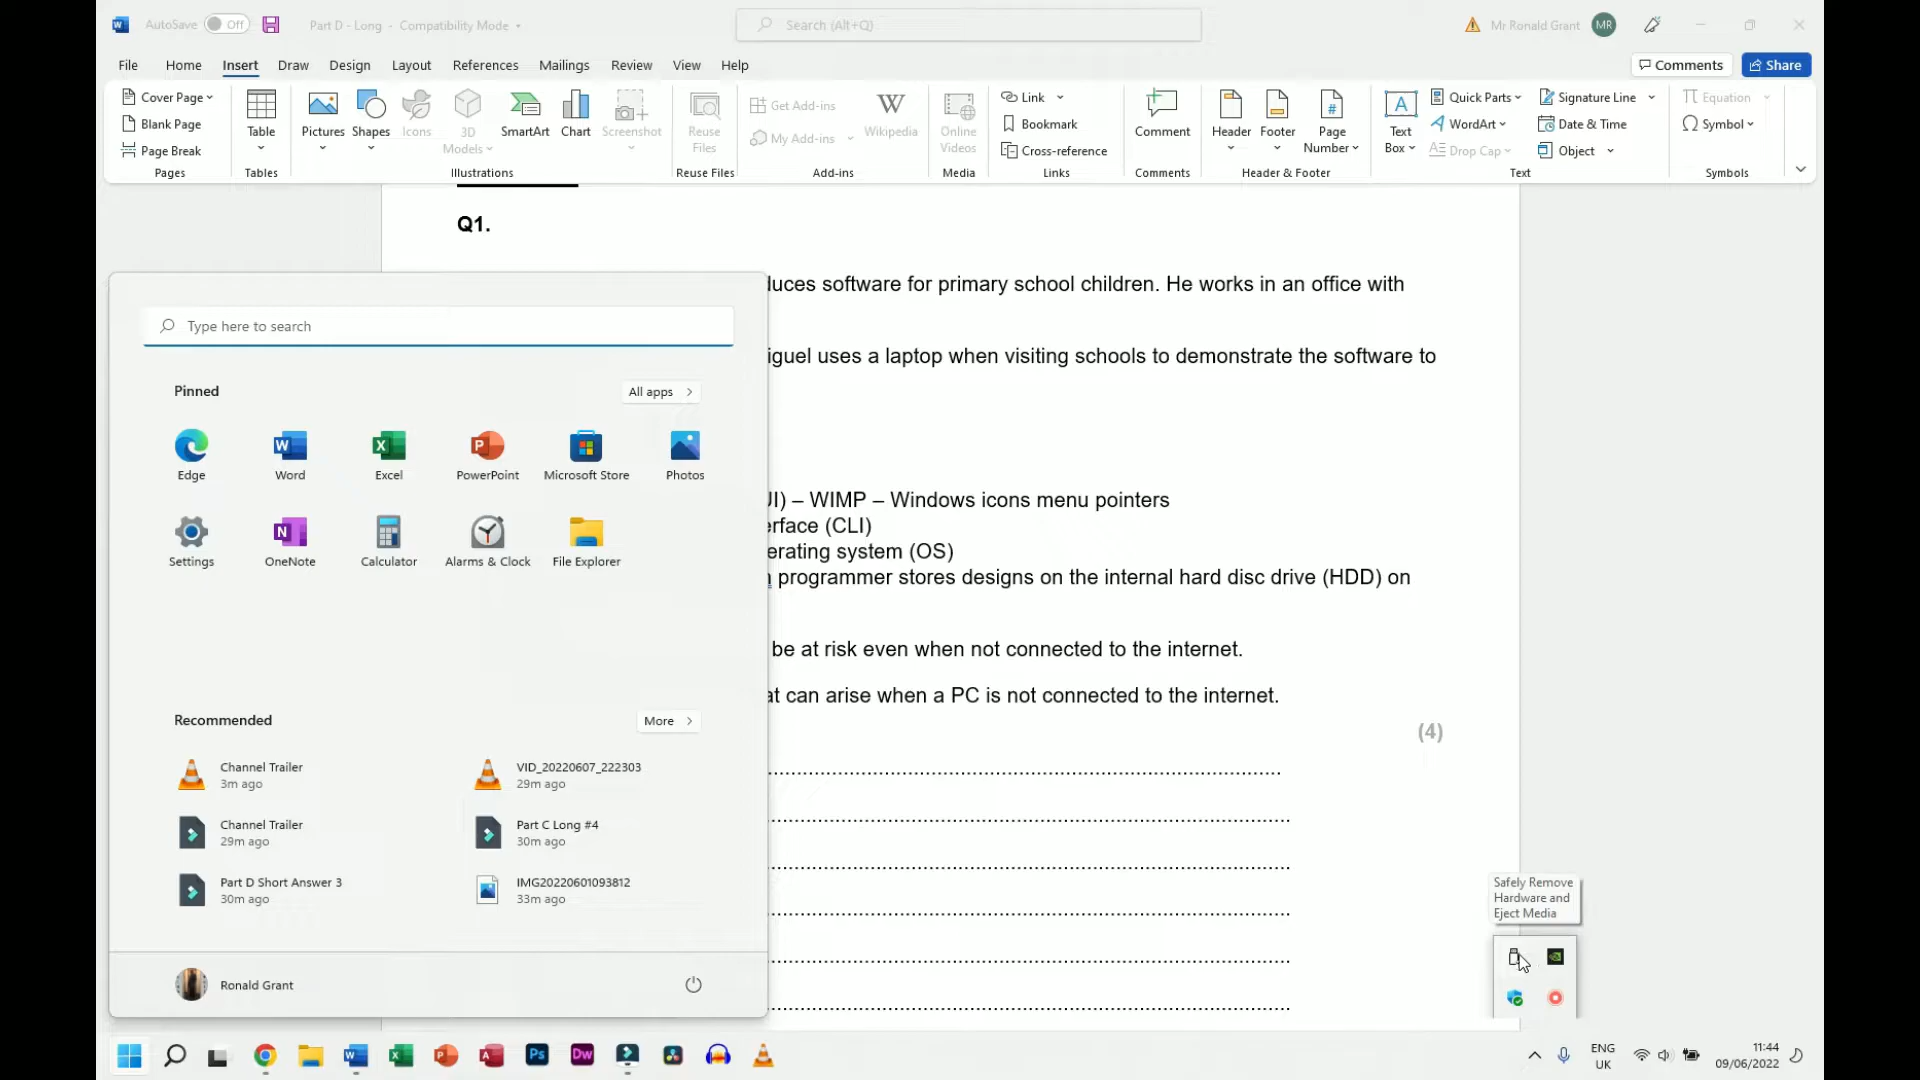 AutoSave Off
Part D - Long - Compatibility Mode
Search (Alt+Q)
Mr Ronald Grant MR
File Home Insert Draw Design Layout References Mailings Review View Help
Comments Share
Cover Page
Blank Page
Page Break
Pages
Table
Tables
Pictures
Shapes
Icons
3D Models
SmartArt
Chart
Screenshot
Illustrations
Reuse Files
Reuse Files
Get Add-ins
My Add-ins
Wikipedia
Add-ins
Online Videos
Media
Link
Bookmark
Cross-reference
Links
Comment
Comments
Header
Footer
Page Number
Header & Footer
Text Box
Quick Parts
WordArt
Drop Cap
Signature Line
Date & Time
Object
Text
Equation
Symbol
Symbols
Q1.
duces software for primary school children. He works in an office with
iguel uses a laptop when visiting schools to demonstrate the software to
UI) – WIMP – Windows icons menu pointers
erface (CLI)
erating system (OS)
programmer stores designs on the internal hard disc drive (HDD) on
be at risk even when not connected to the internet.
at can arise when a PC is not connected to the internet.
(4)
Type here to search
Pinned
All apps
Edge
Word
Excel
PowerPoint
Microsoft Store
Photos
Settings
OneNote
Calculator
Alarms & Clock
File Explorer
Recommended
More
Channel Trailer
3m ago
VID_20220607_222303
29m ago
Channel Trailer
29m ago
Part C Long #4
30m ago
Part D Short Answer 3
30m ago
IMG20220601093812
33m ago
Ronald Grant
Safely Remove
Hardware and
Eject Media
ENG
UK
11:44
09/06/2022